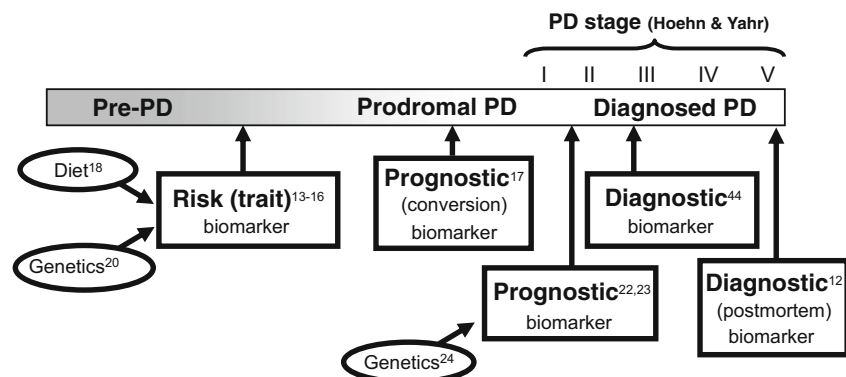 PD stage (Hoehn & Yahr)
I II III IV V
Pre-PD Prodromal PD Diagnosed PD
Diet18
Risk (trait)13-16
biomarker
Genetics20
Prognostic17
(conversion)
biomarker
Diagnostic44
biomarker
Prognostic22,23
biomarker
Genetics24
Diagnostic12
(postmortem)
biomarker